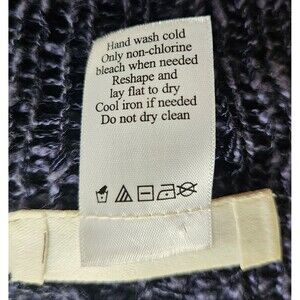 Hand wash cold
Only non-chlorine
bleach when needed
Reshape and
lay flat to dry
Cool iron if needed
Do not dry clean